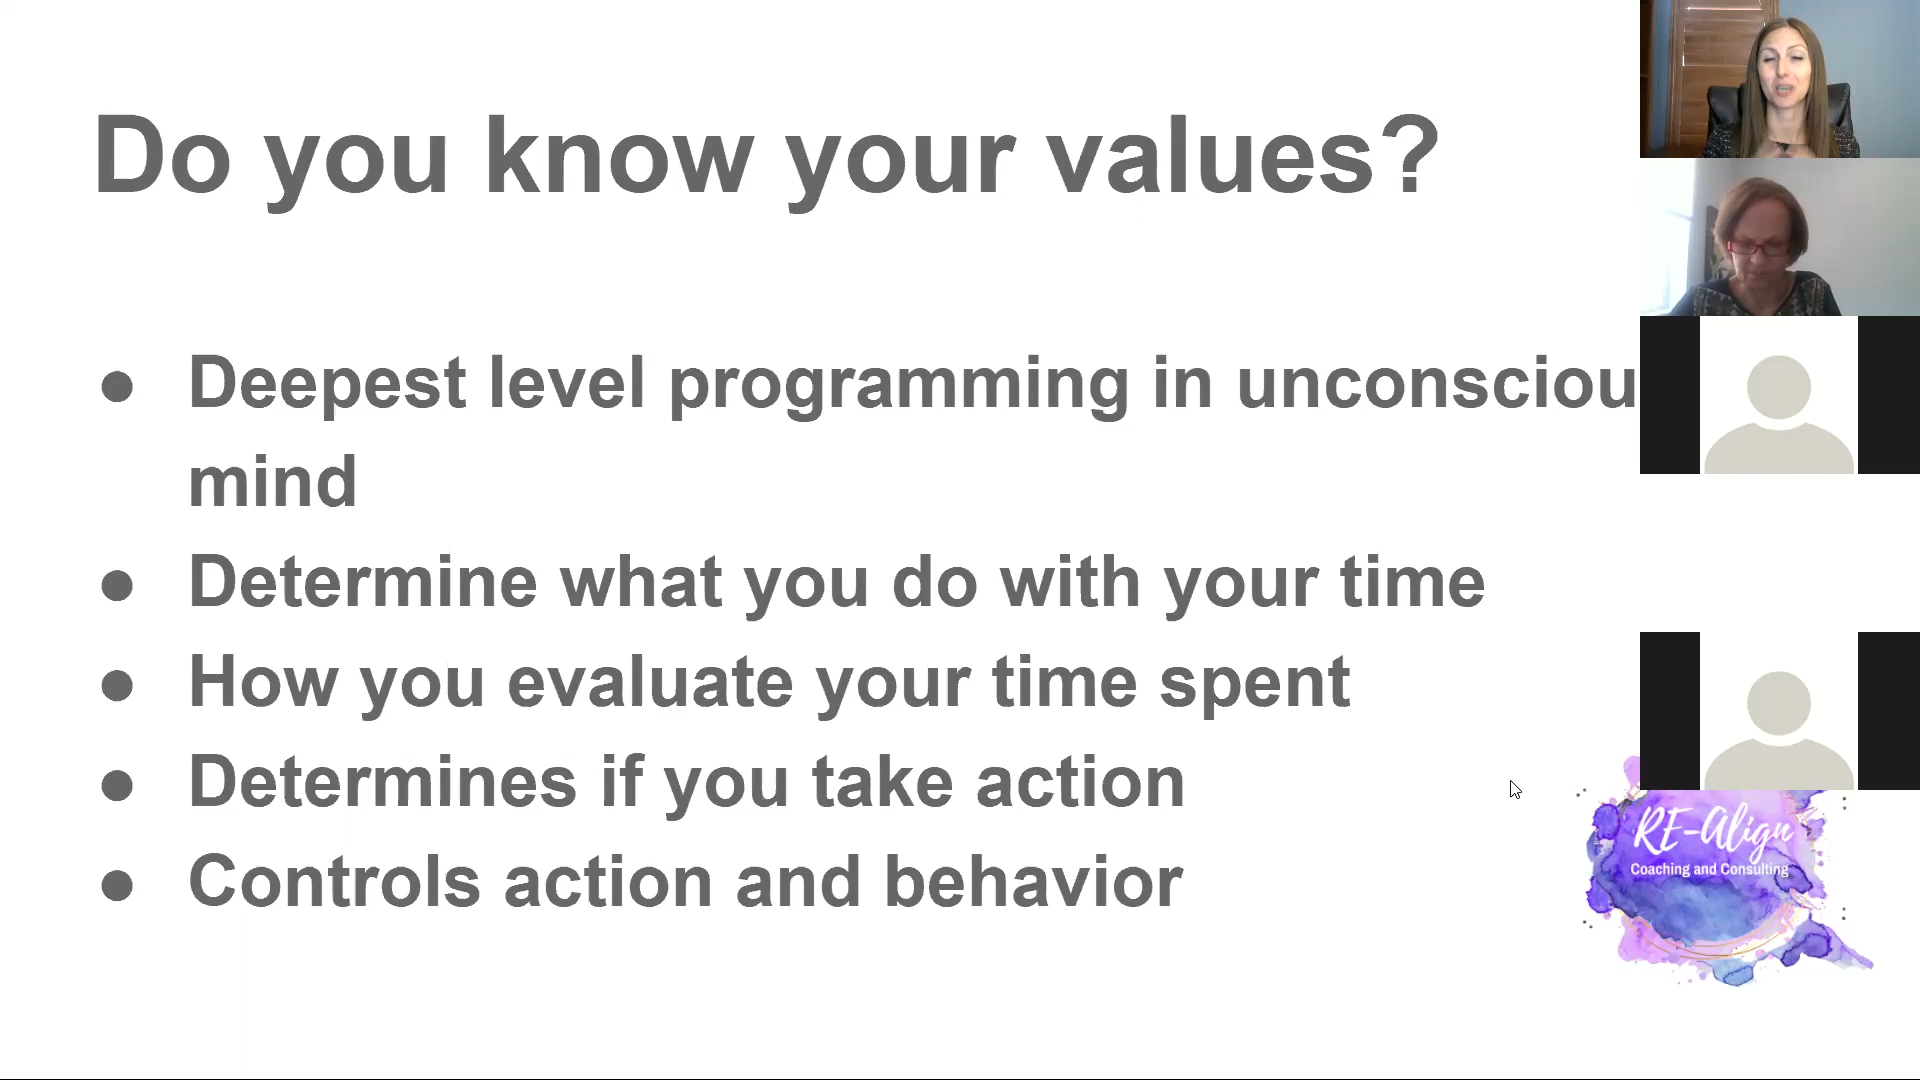 Do you know your values?
● Deepest level programming in unconsciou
mind
● Determine what you do with your time
● How you evaluate your time spent
● Determines if you take action
● Controls action and behavior
RE-Align
Coaching and Consulting